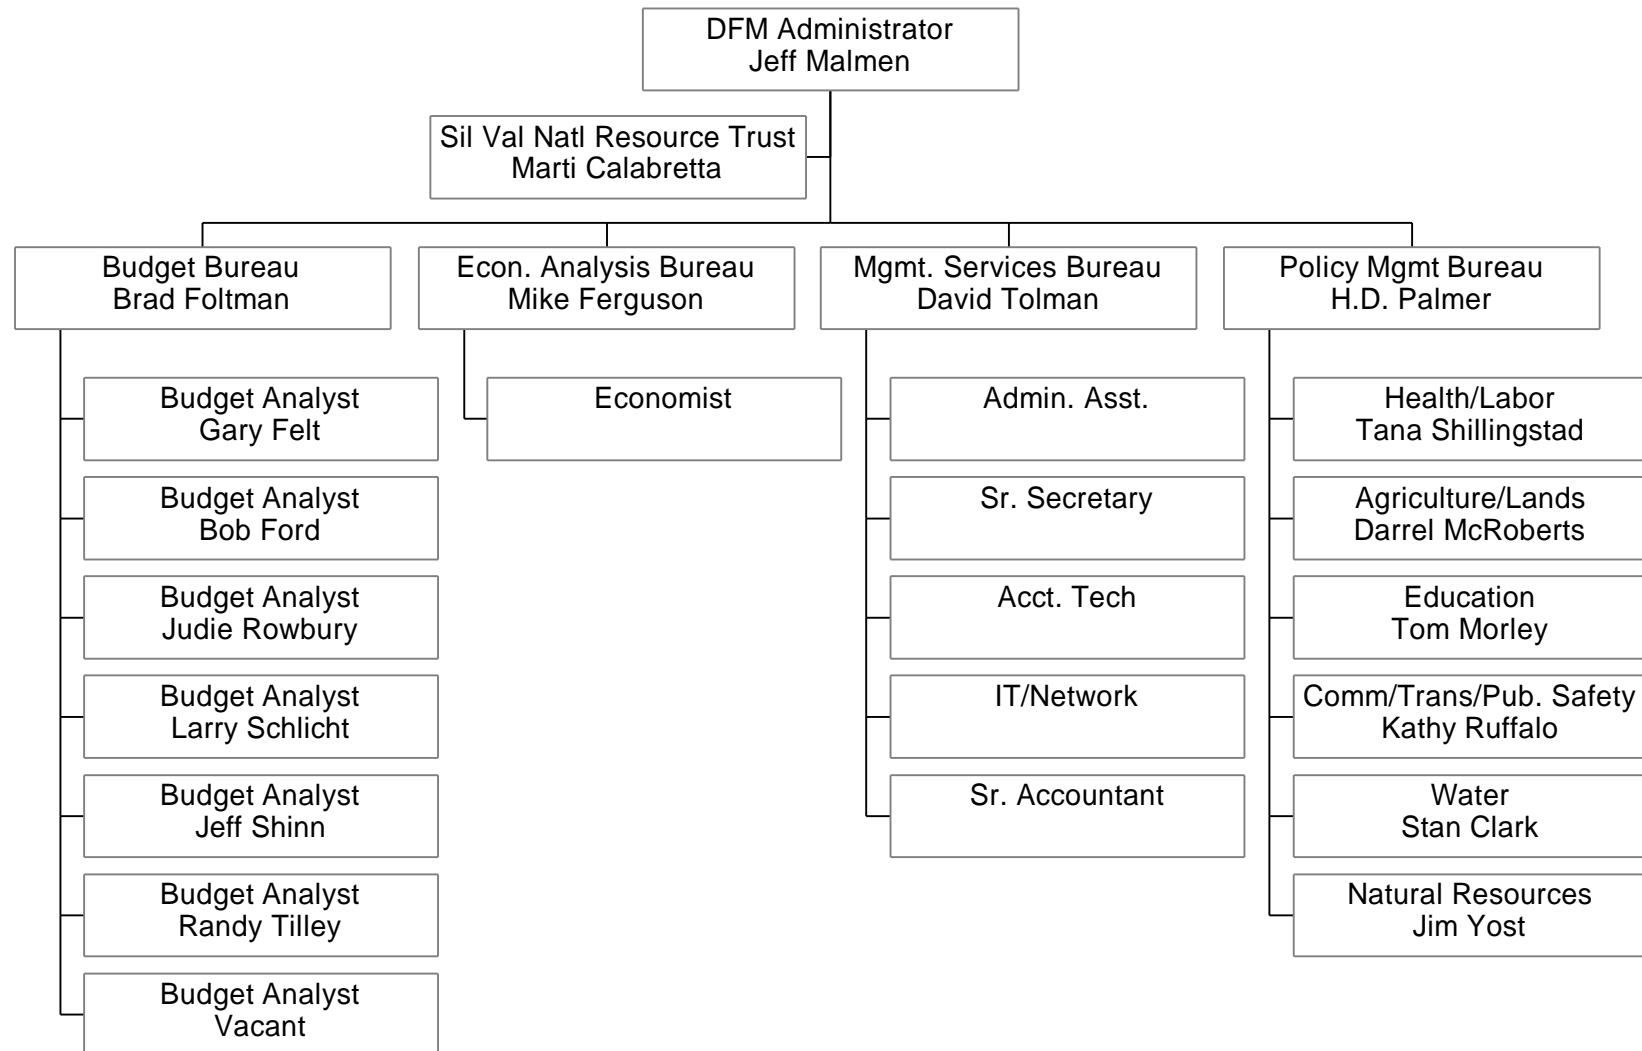 DFM Administrator
Jeff Malmen
Sil Val Natl Resource Trust
Marti Calabretta
Budget Bureau
Brad Foltman
Econ. Analysis Bureau
Mike Ferguson
Mgmt. Services Bureau
David Tolman
Policy Mgmt Bureau
H.D. Palmer
Budget Analyst
Gary Felt
Budget Analyst
Bob Ford
Budget Analyst
Judie Rowbury
Budget Analyst
Larry Schlicht
Budget Analyst
Jeff Shinn
Budget Analyst
Randy Tilley
Budget Analyst
Vacant
Economist
Admin. Asst.
Sr. Secretary
Acct. Tech
IT/Network
Sr. Accountant
Health/Labor
Tana Shillingstad
Agriculture/Lands
Darrel McRoberts
Education
Tom Morley
Comm/Trans/Pub. Safety
Kathy Ruffalo
Water
Stan Clark
Natural Resources
Jim Yost